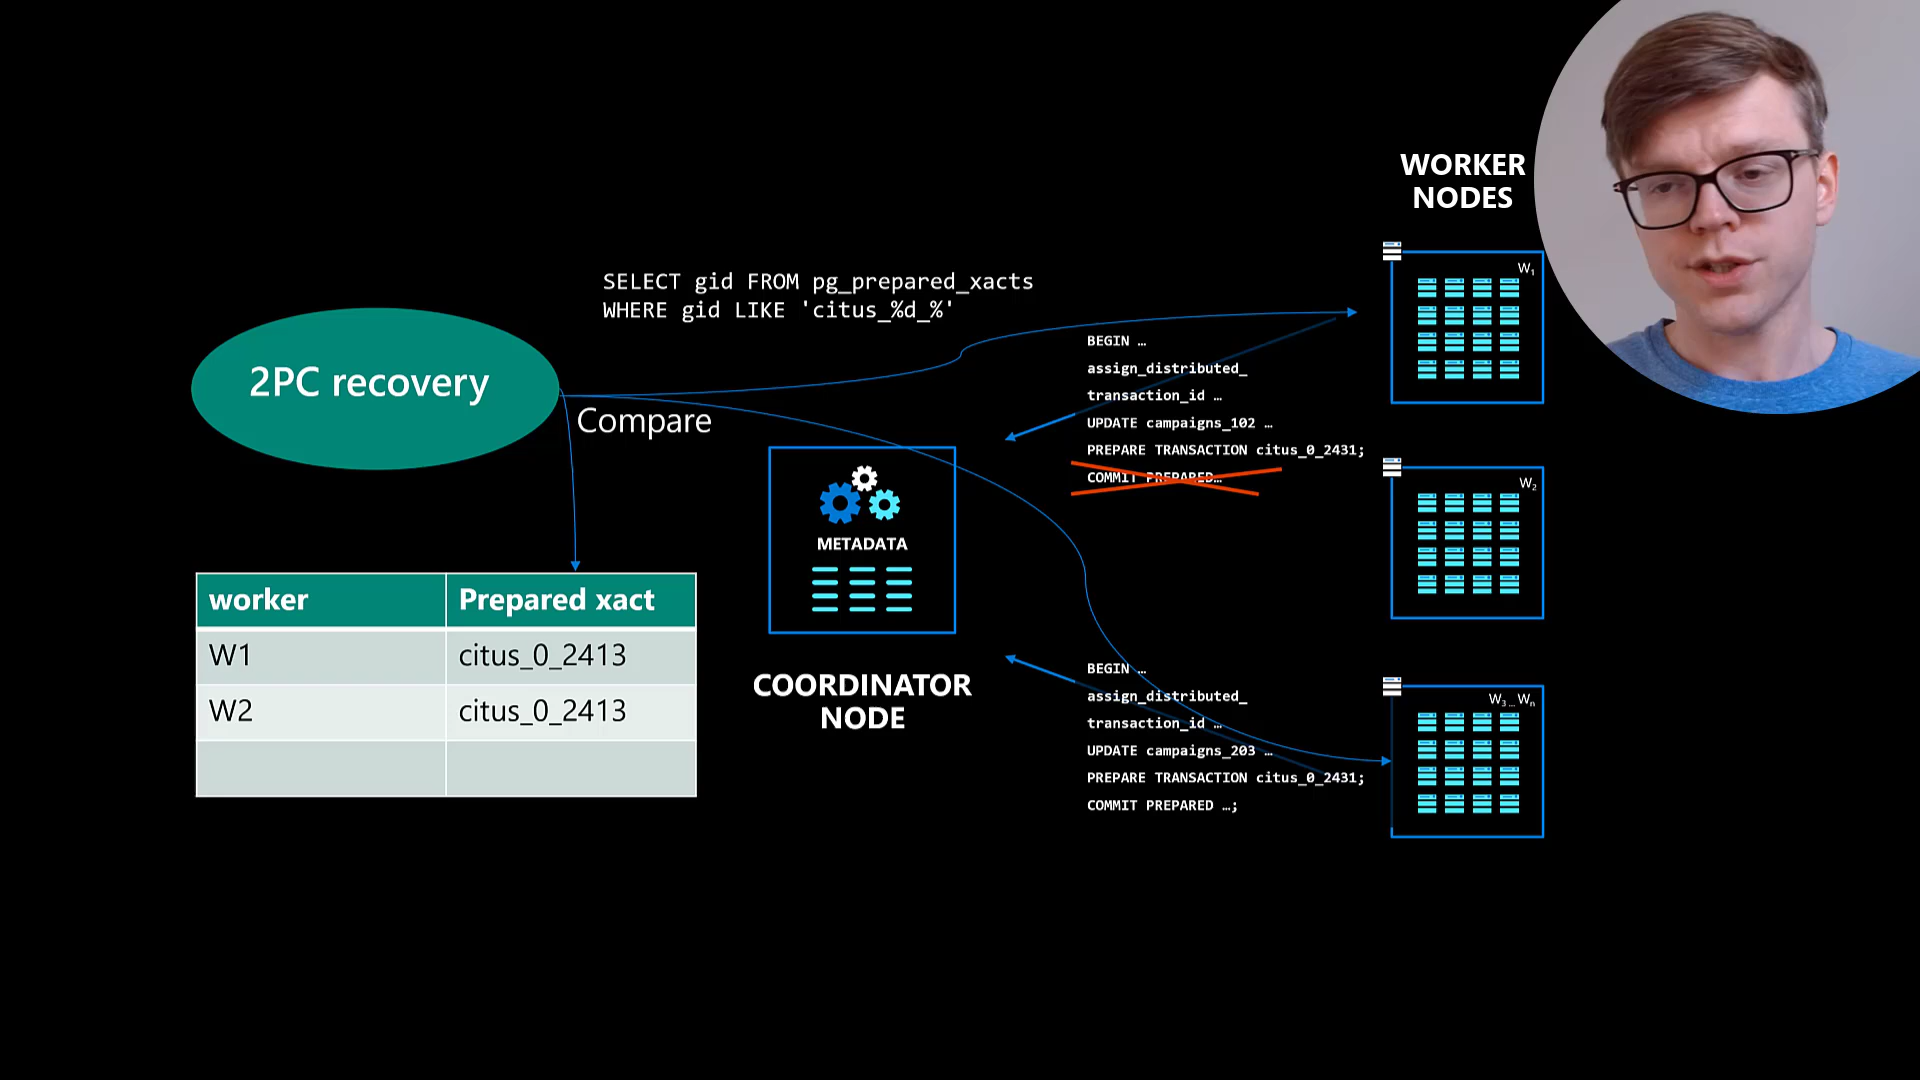 WORKER
NODES
SELECT gid FROM pg_prepared_xacts
WHERE gid LIKE 'citus_%d_%'
2PC recovery
Compare
W1
BEGIN …
assign_distributed_
transaction_id …
UPDATE campaigns_102 …
PREPARE TRANSACTION citus_0_2431;
COMMIT PREPARED…
METADATA
COORDINATOR
NODE
W2
worker Prepared xact
W1 citus_0_2413
W2 citus_0_2413
BEGIN …
assign_distributed_
transaction_id …
UPDATE campaigns_203 …
PREPARE TRANSACTION citus_0_2431;
COMMIT PREPARED …;
W3 … Wn